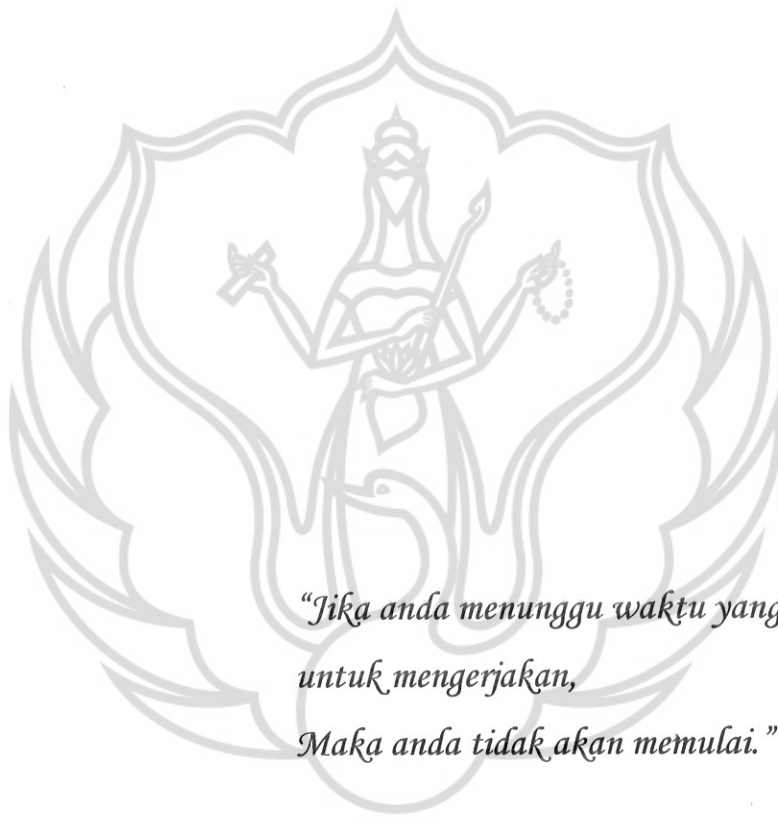 “Jika anda menunggu waktu yang
untuk mengerjakan,
Maka anda tidak akan memulai.”